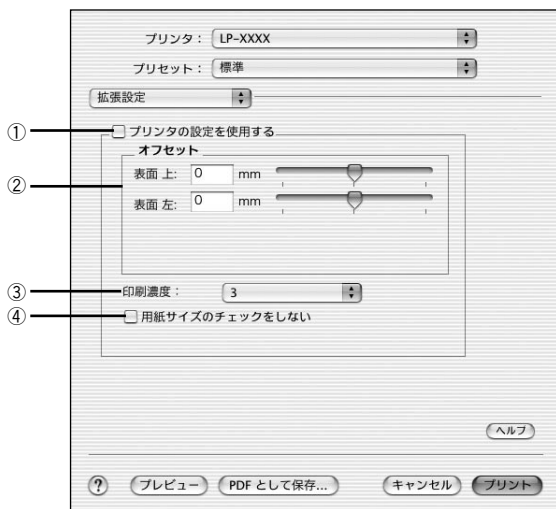 プリンタ： LP-XXXX
プリセット： 標準
拡張設定
① プリンタの設定を使用する
オフセット
② 表面 上: 0 mm
表面 左: 0 mm
③ 印刷濃度： 3
④ 用紙サイズのチェックをしない
ヘルプ
? プレビュー PDF として保存... キャンセル プリント